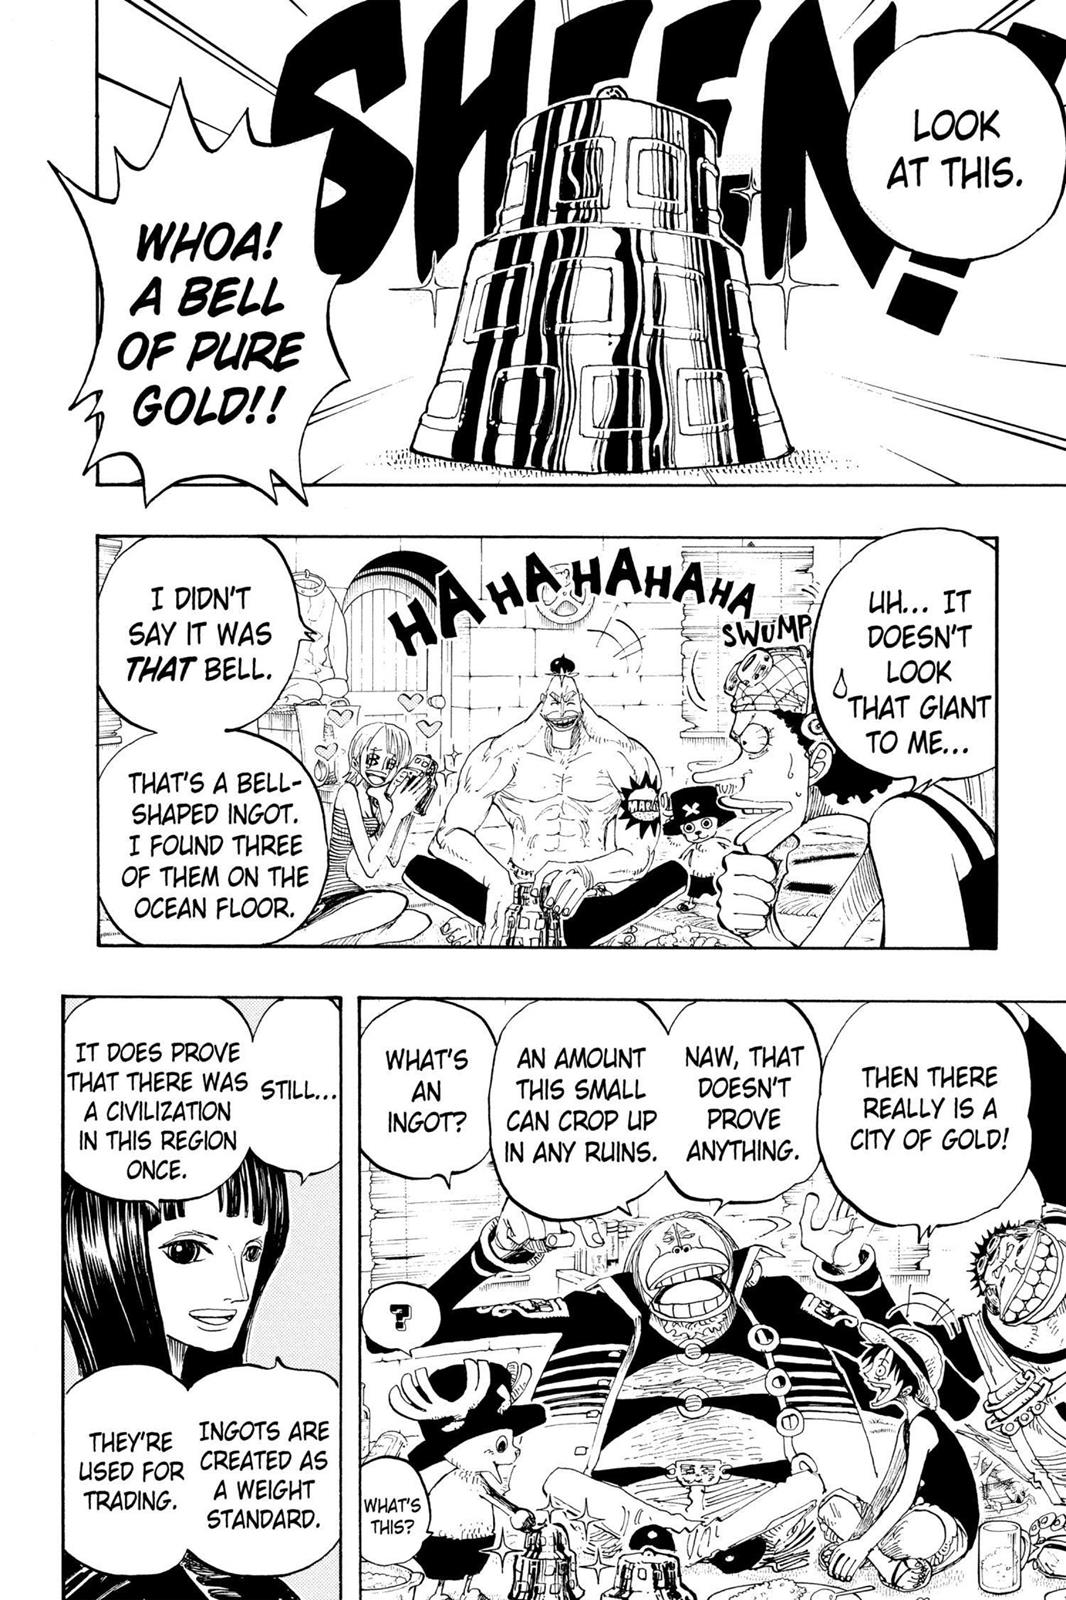 SHEEN!
LOOK
AT THIS.
WHOA!
A BELL
OF PURE
GOLD!!
UH... IT
DOESN'T
LOOK
THAT GIANT
TO ME...
SWUMP
HAHAHAHAHAHA
I DIDN'T
SAY IT WAS
THAT BELL.
THAT'S A BELL-
SHAPED INGOT.
I FOUND THREE
OF THEM ON THE
OCEAN FLOOR.
THEN THERE
REALLY IS A
CITY OF GOLD!
NAW, THAT
DOESN'T
PROVE
ANYTHING.
AN AMOUNT
THIS SMALL
CAN CROP UP
IN ANY RUINS.
WHAT'S
AN
INGOT?
?
WHAT'S
THIS?
STILL...
IT DOES PROVE
THAT THERE WAS
A CIVILIZATION
IN THIS REGION
ONCE.
INGOTS ARE
CREATED AS
A WEIGHT
STANDARD.
THEY'RE
USED FOR
TRADING.